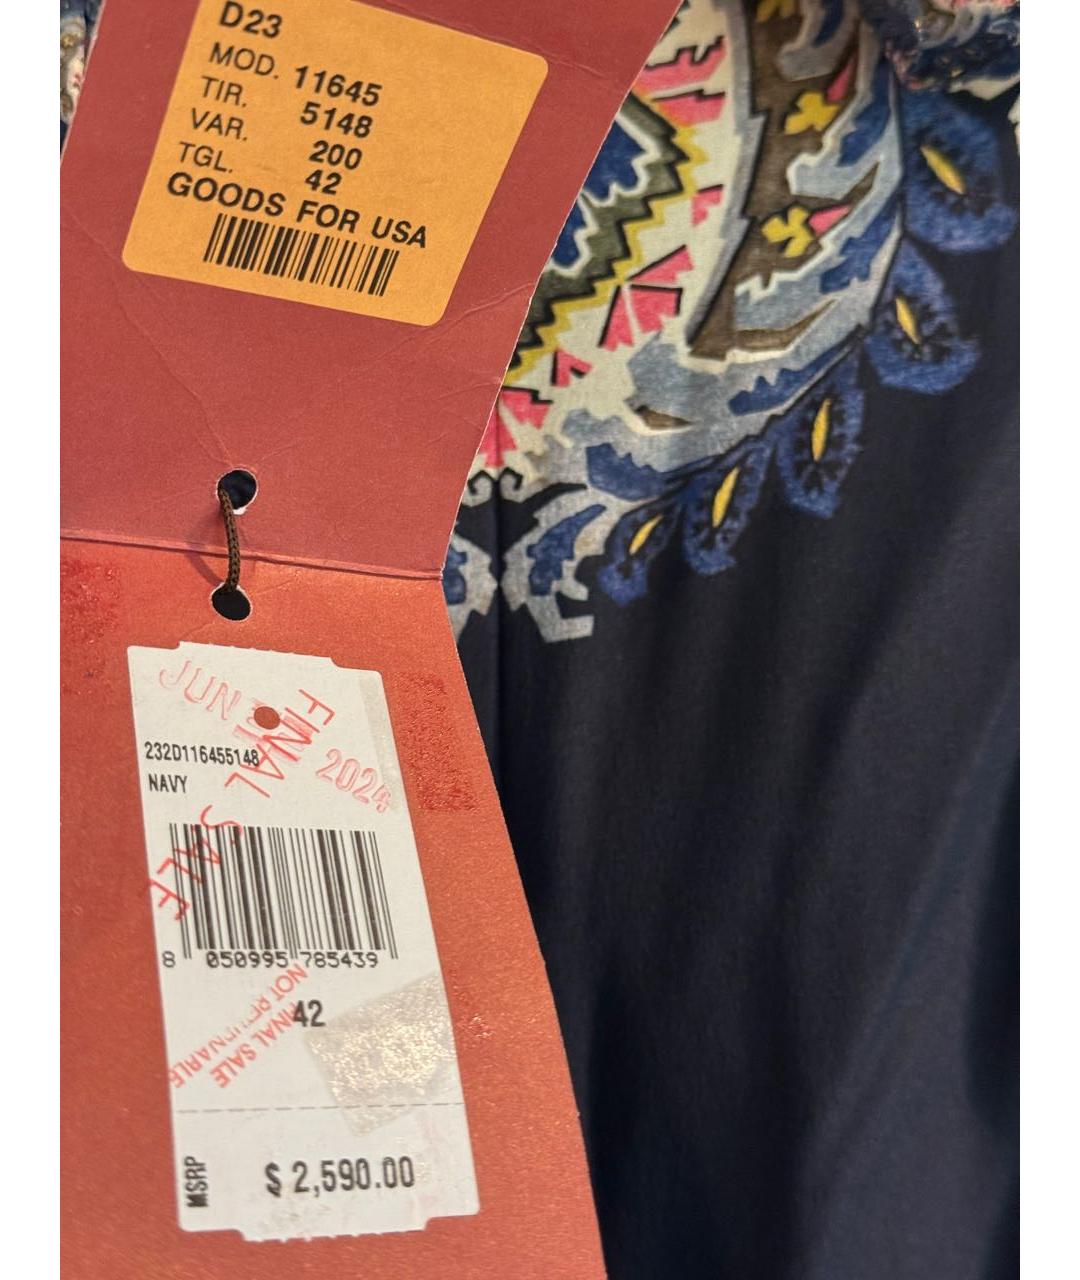 D23
MOD. 11645
TIR. 5148
VAR. 200
TGL. 42
GOODS FOR USA
JUN 2024
FINAL SALE
232D116455148
NAVY
8 050995 785439
42
FINAL SALE
NOT RETURNABLE
MSRP $ 2,590.00